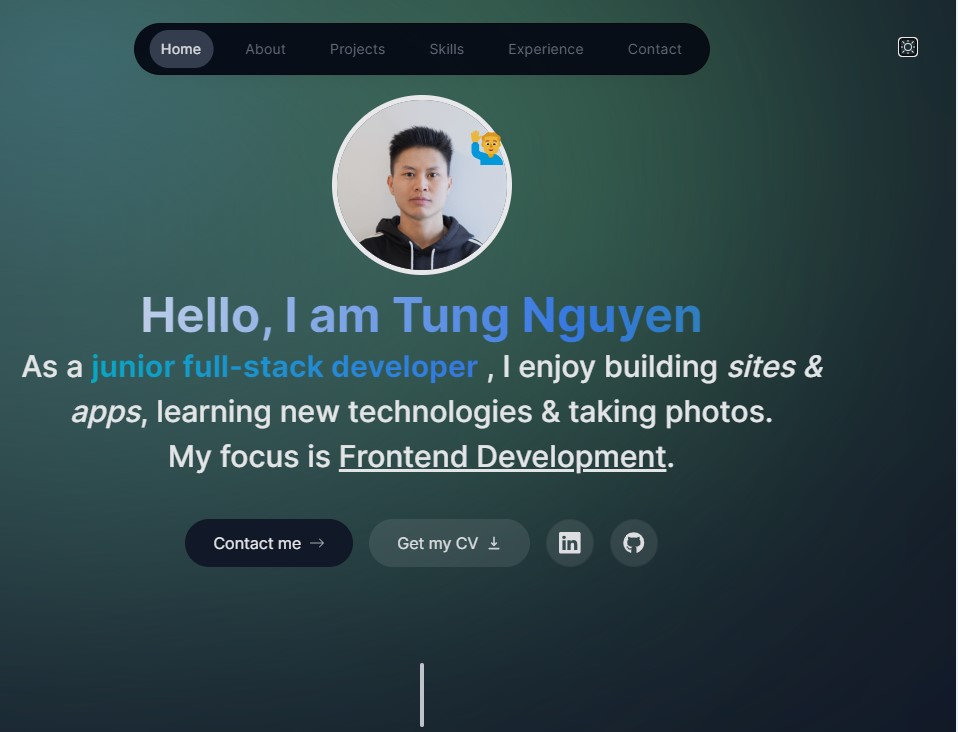 Home About Projects Skills Experience Contact
Hello, I am Tung Nguyen
As a junior full-stack developer , I enjoy building sites &
apps, learning new technologies & taking photos.
My focus is Frontend Development.
Contact me → Get my CV in